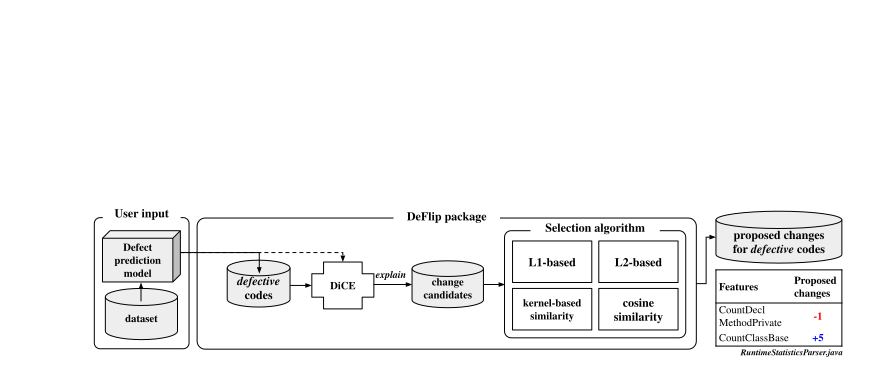 User input
Defect
prediction
model
dataset
DeFlip package
defective
codes
DiCE
explain
change
candidates
Selection algorithm
L1-based
L2-based
kernel-based
similarity
cosine
similarity
proposed changes
for defective codes
Features
Proposed
changes
CountDecl
MethodPrivate
-1
CountClassBase
+5
RuntimeStatisticsParser.java